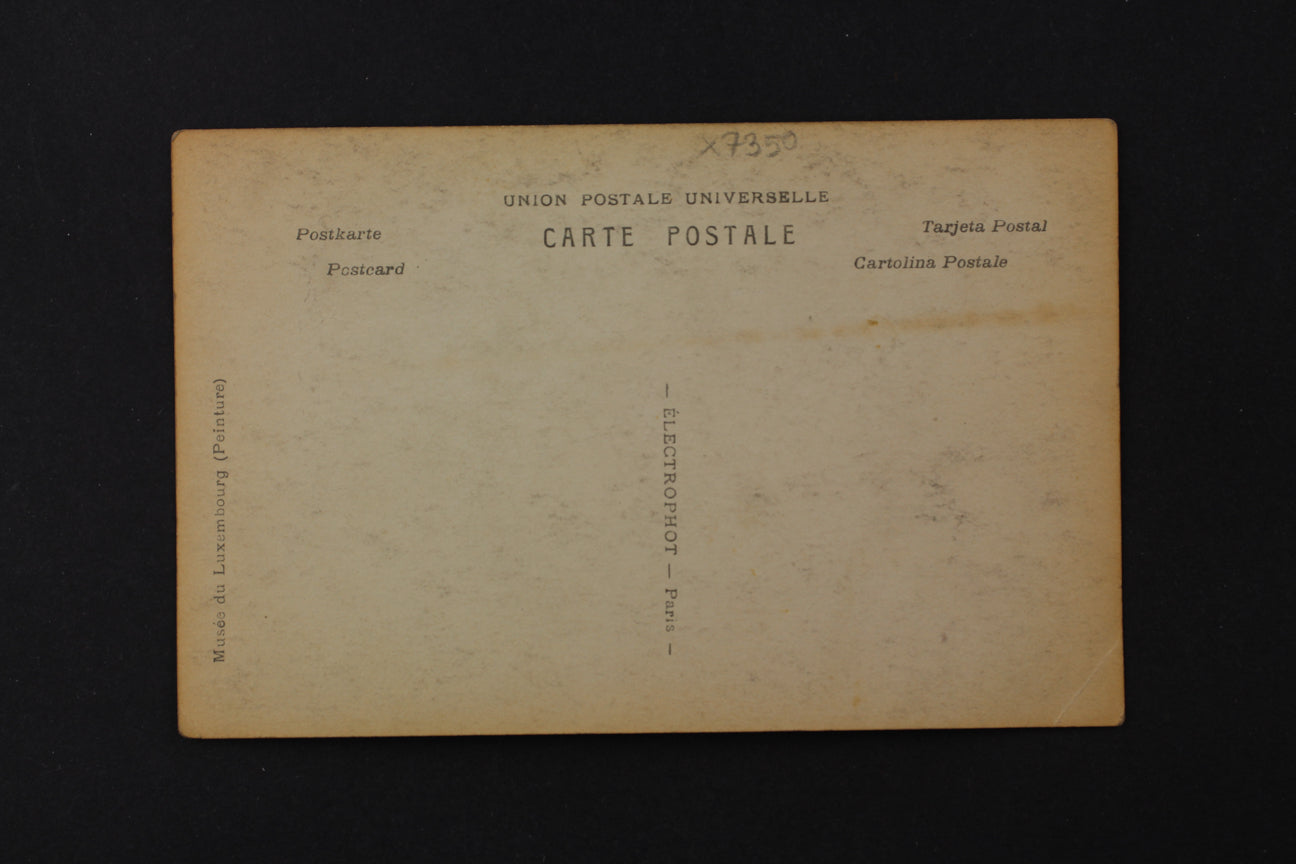 x7350
UNION POSTALE UNIVERSELLE
CARTE POSTALE
Postkarte
Postcard
Tarjeta Postal
Cartolina Postale
Musée du Luxembourg (Peinture)
— ÉLECTROPHOT — Paris —